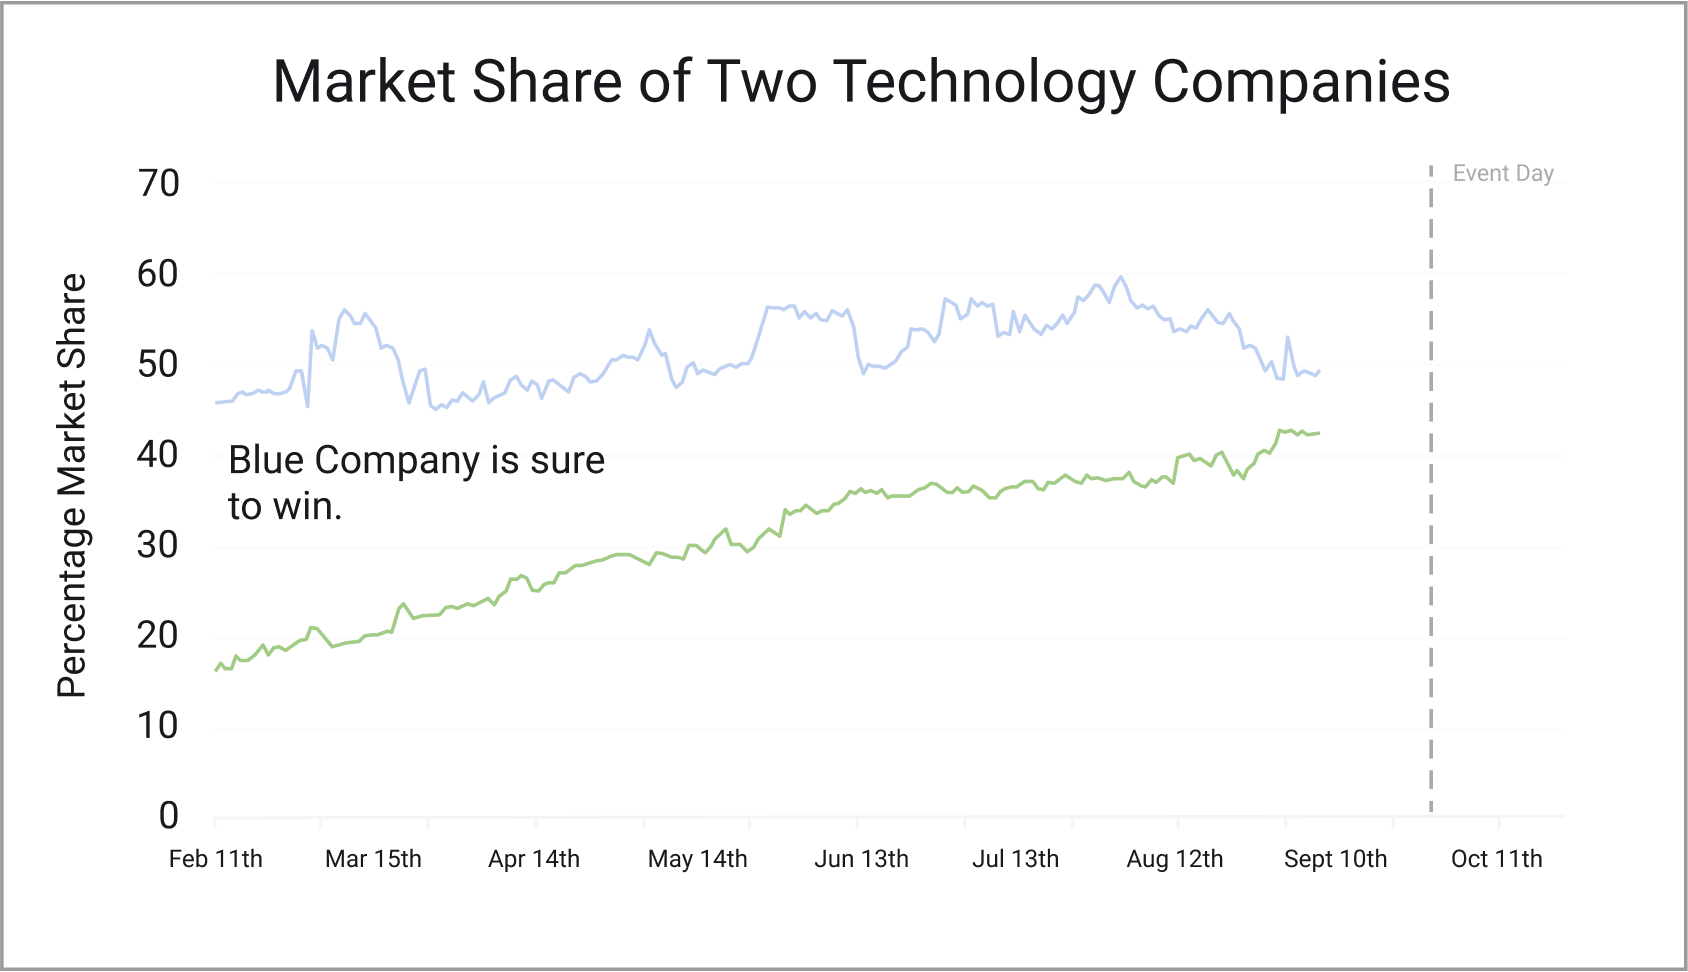 Market Share of Two Technology Companies
Event Day
Percentage Market Share
70
60
50
40
30
20
10
0
Blue Company is sure
to win.
Feb 11th Mar 15th Apr 14th May 14th Jun 13th Jul 13th Aug 12th Sept 10th Oct 11th